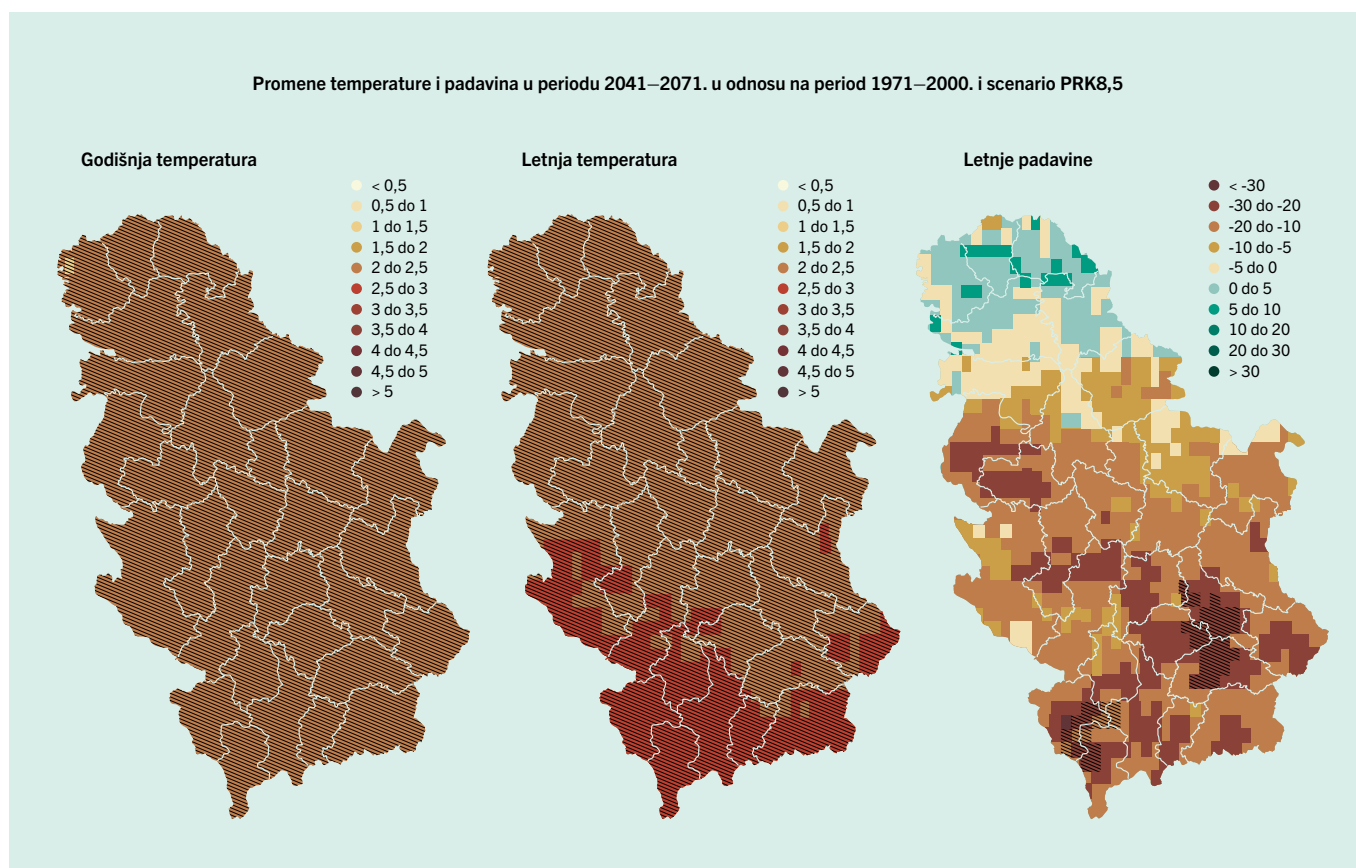 Promene temperature i padavina u periodu 2041–2071. u odnosu na period 1971–2000. i scenario PRK8,5
Godišnja temperatura
< 0,5
0,5 do 1
1 do 1,5
1,5 do 2
2 do 2,5
2,5 do 3
3 do 3,5
3,5 do 4
4 do 4,5
4,5 do 5
> 5
Letnja temperatura
< 0,5
0,5 do 1
1 do 1,5
1,5 do 2
2 do 2,5
2,5 do 3
3 do 3,5
3,5 do 4
4 do 4,5
4,5 do 5
> 5
Letnje padavine
< -30
-30 do -20
-20 do -10
-10 do -5
-5 do 0
0 do 5
5 do 10
10 do 20
20 do 30
> 30